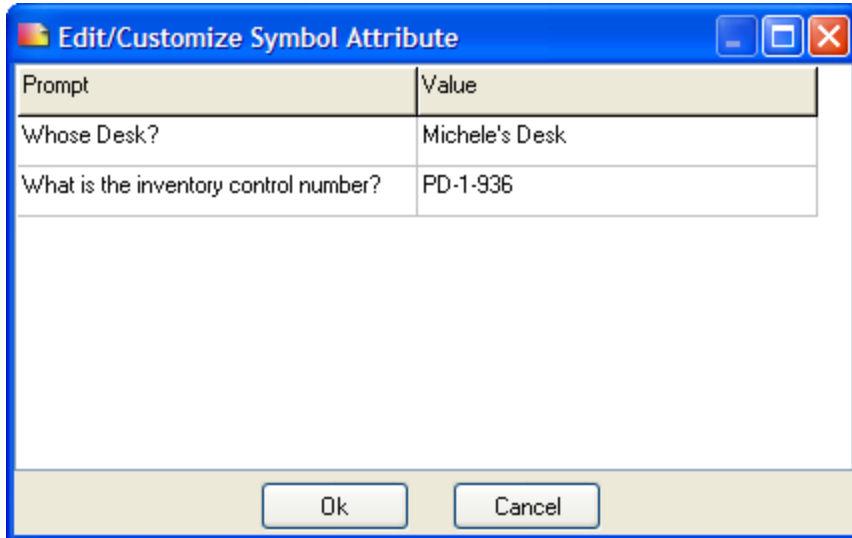 Edit/Customize Symbol Attribute
Prompt Value
Whose Desk? Michele's Desk
What is the inventory control number? PD-1-936
Ok Cancel